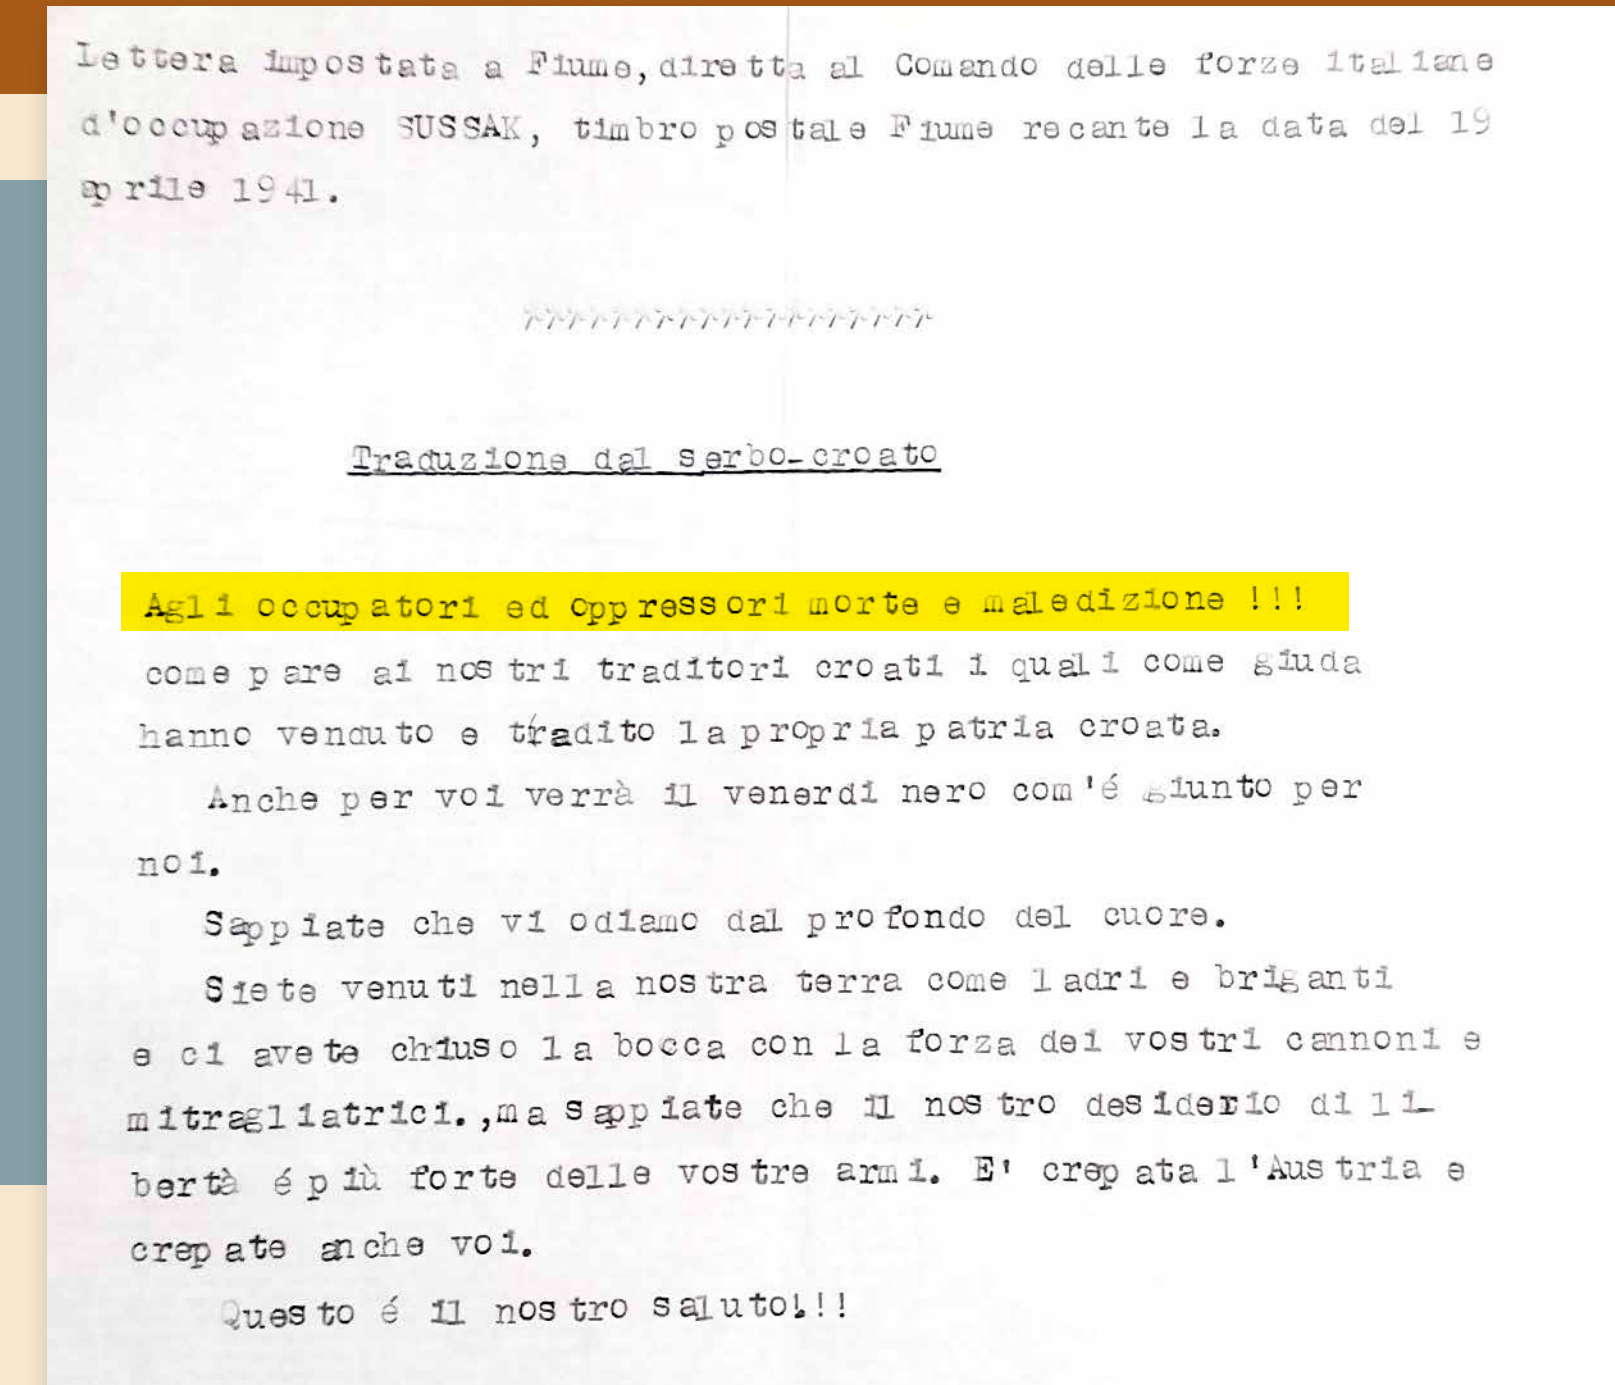 Lettera impostata a Fiume,diretta al Comando delle forze italiane
d'occupazione SUSSAK, timbro postale Fiume recante la data del 19
aprile 1941.
Traduzione dal serbo-croato
Agli occupatori ed oppressori morte e maledizione !!!
come pare ai nostri traditori croati i quali come giuda
hanno venduto e tradito la propria patria croata.
Anche per voi verrà il venerdi nero com'é giunto per
noi.
Sappiate che vi odiamo dal profondo del cuore.
Siete venuti nella nostra terra come ladri e briganti
e ci avete chiuso la bocca con la forza dei vostri cannoni e
mitragliatrici.,ma sappiate che il nostro desiderio di li-
bertà é più forte delle vostre armi. E' crepata l'Austria e
crepate anche voi.
Questo é il nostro saluto!!!